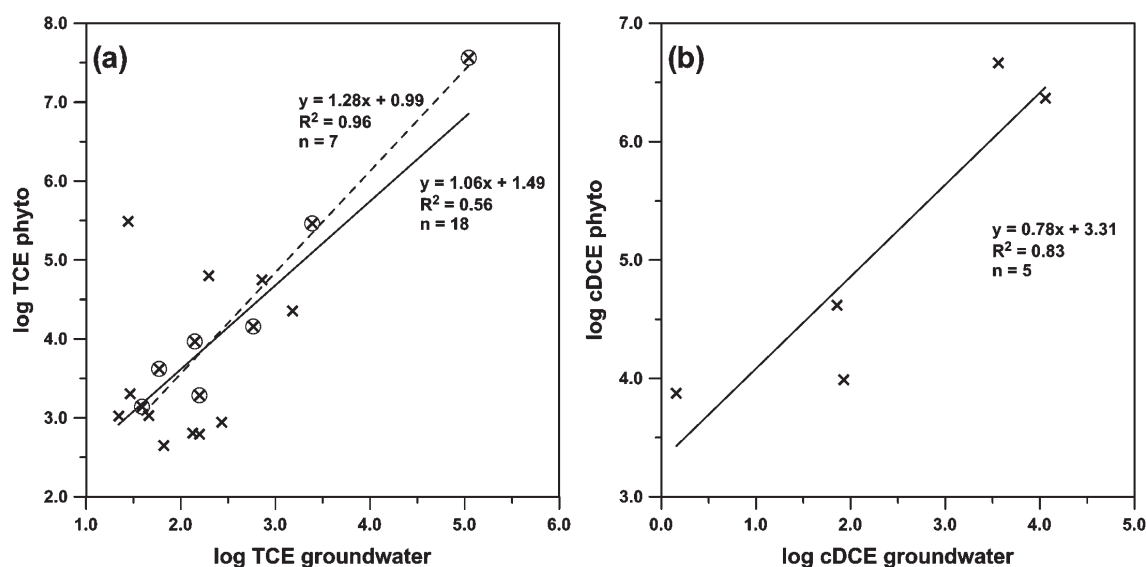 (a)
8.0
7.0
6.0
5.0
4.0
3.0
2.0
log TCE phyto
y = 1.28x + 0.99
R² = 0.96
n = 7
y = 1.06x + 1.49
R² = 0.56
n = 18
1.0 2.0 3.0 4.0 5.0 6.0
log TCE groundwater
(b)
7.0
6.0
5.0
4.0
3.0
log cDCE phyto
y = 0.78x + 3.31
R² = 0.83
n = 5
0.0 1.0 2.0 3.0 4.0 5.0
log cDCE groundwater